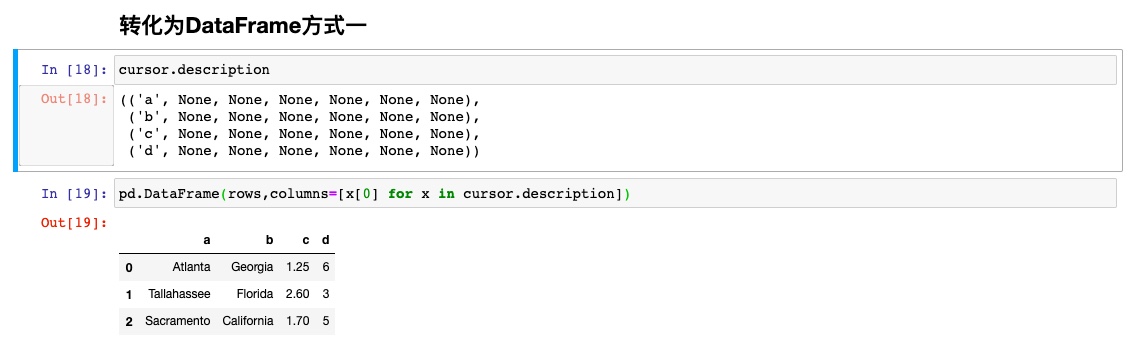 转化为DataFrame方式一
In [18]: cursor.description
Out[18]: (('a', None, None, None, None, None, None),
('b', None, None, None, None, None, None),
('c', None, None, None, None, None, None),
('d', None, None, None, None, None, None))
In [19]: pd.DataFrame(rows,columns=[x[0] for x in cursor.description])
Out[19]:
a b c d
0 Atlanta Georgia 1.25 6
1 Tallahassee Florida 2.60 3
2 Sacramento California 1.70 5